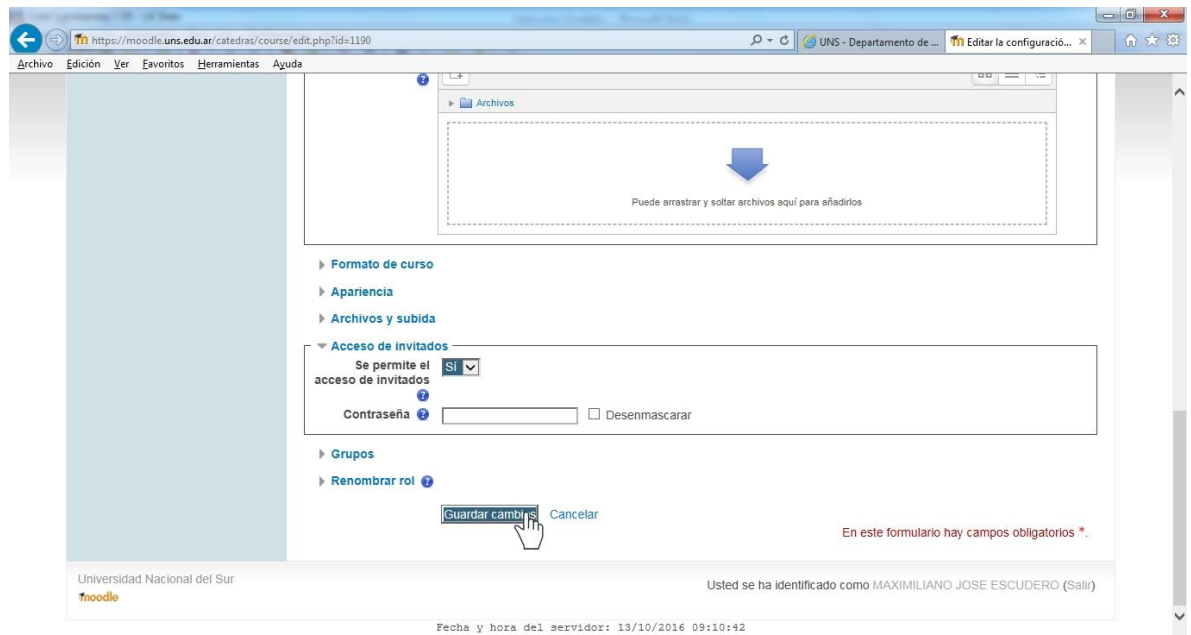 https://moodle.uns.edu.ar/catedras/course/edit.php?id=1190
UNS - Departamento de ...
Editar la configuració...
Archivo Edición Ver Favoritos Herramientas Ayuda
Archivos
Puede arrastrar y soltar archivos aquí para añadirlos
Formato de curso
Apariencia
Archivos y subida
Acceso de invitados
Se permite el Sí
acceso de invitados
Contraseña Desenmascarar
Grupos
Renombrar rol
Guardar cambios Cancelar
En este formulario hay campos obligatorios *.
Universidad Nacional del Sur
moodle
Usted se ha identificado como MAXIMILIANO JOSE ESCUDERO (Salir)
Fecha y hora del servidor: 13/10/2016 09:10:42